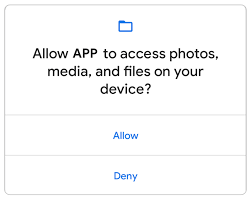 Allow APP to access photos,
media, and files on your
device?
Allow
Deny